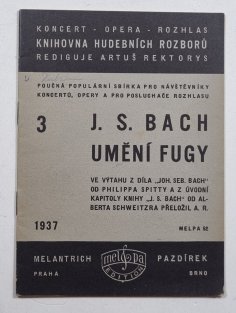 KONCERT - OPERA - ROZHLAS
KNIHOVNA HUDEBNÍCH ROZBORŮ
REDIGUJE ARTUŠ REKTORYS
POUČNÁ POPULÁRNÍ SBÍRKA PRO NÁVŠTĚVNÍKY
KONCERTŮ, OPERY A PRO POSLUCHAČE ROZHLASU
3 J. S. BACH
UMĚNÍ FUGY
VE VÝTAHU Z DÍLA „JOH. SEB. BACH"
OD PHILIPPA SPITTY A Z ÚVODNÍ
KAPITOLY KNIHY „J. S. BACH" OD AL-
BERTA SCHWEITZRA PŘELOŽIL A. R.
1937 MELPA 52
MELANTRICH melpa PAZDÍREK
PRAHA EDITION BRNO